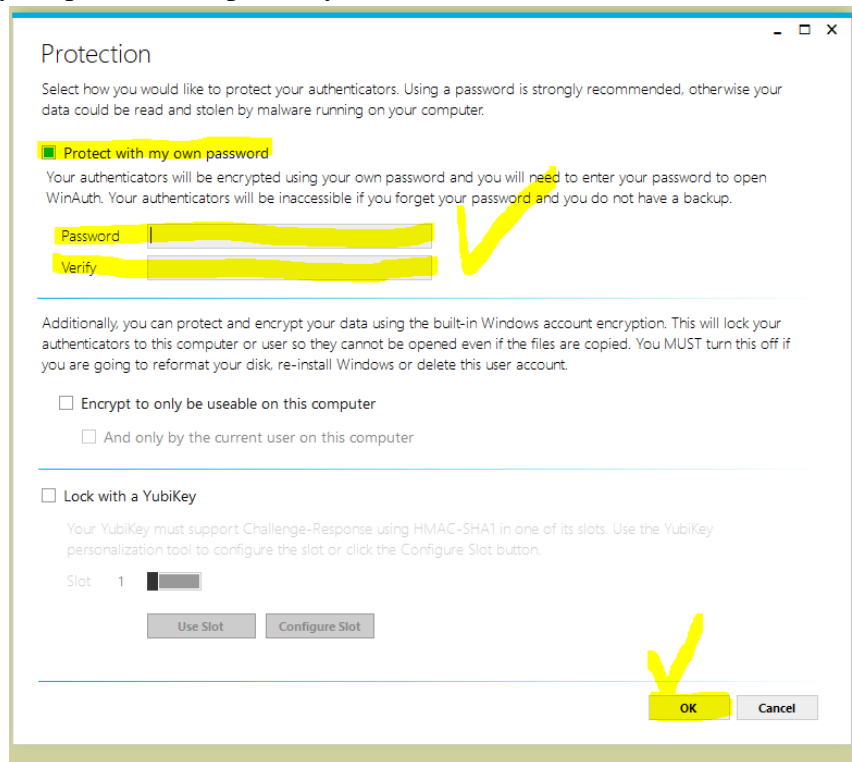 Protection
Select how you would like to protect your authenticators. Using a password is strongly recommended, otherwise your
data could be read and stolen by malware running on your computer.
Protect with my own password
Your authenticators will be encrypted using your own password and you will need to enter your password to open
WinAuth. Your authenticators will be inaccessible if you forget your password and you do not have a backup.
Password
Verify
Additionally, you can protect and encrypt your data using the built-in Windows account encryption. This will lock your
authenticators to this computer or user so they cannot be opened even if the files are copied. You MUST turn this off if
you are going to reformat your disk, re-install Windows or delete this user account.
Encrypt to only be useable on this computer
And only by the current user on this computer
Lock with a YubiKey
Your YubiKey must support Challenge-Response using HMAC-SHA1 in one of its slots. Use the YubiKey
personalization tool to configure the slot or click the Configure Slot button.
Slot 1
Use Slot Configure Slot
OK Cancel